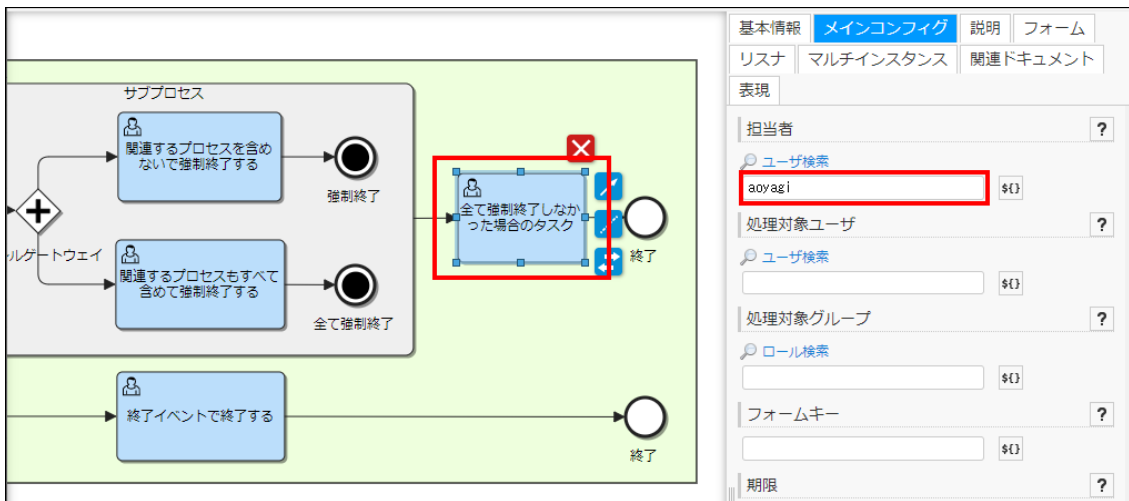 サブプロセス
関連するプロセスを含め
ないで強制終了する
強制終了
ルゲートウェイ
関連するプロセスもすべて
含めて強制終了する
全て強制終了
全て強制終了しなか
った場合のタスク
終了
終了イベントで終了する
終了
基本情報 メインコンフィグ 説明 フォーム
リスナ マルチインスタンス 関連ドキュメント
表現
担当者 ?
ユーザ検索
aoyagi ${}
処理対象ユーザ ?
ユーザ検索
${}
処理対象グループ ?
ロール検索
${}
フォームキー ?
${}
期限 ?